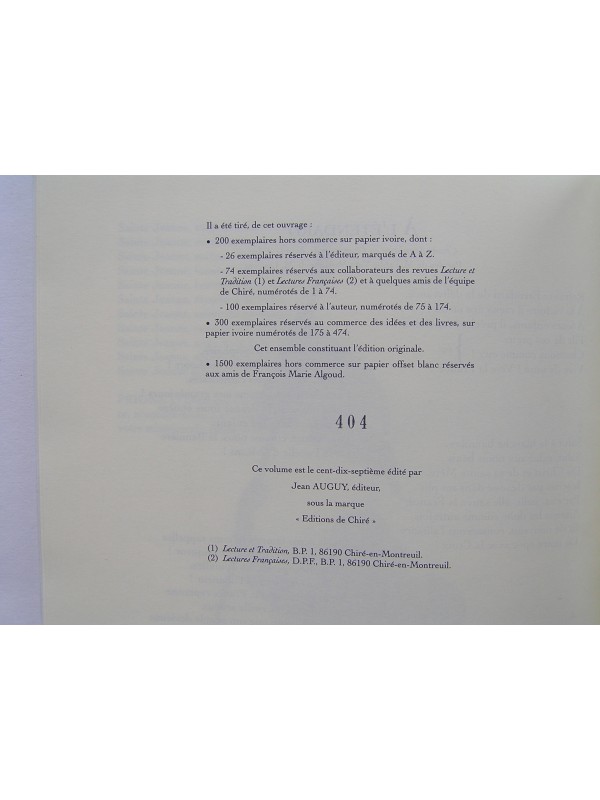 Il a été tiré, de cet ouvrage :
• 200 exemplaires hors commerce sur papier ivoire, dont :
- 26 exemplaires réservés à l'éditeur, marqués de A à Z.
- 74 exemplaires réservés aux collaborateurs des revues Lecture et
Tradition (1) et Lectures Françaises (2) et à quelques amis de l'équipe
de Chiré, numérotés de 1 à 74.
- 100 exemplaires réservé à l'auteur, numérotés de 75 à 174.
• 300 exemplaires réservés au commerce des idées et des livres, sur
papier ivoire numérotés de 175 à 474.
Cet ensemble constituant l'édition originale.
• 1500 exemplaires hors commerce sur papier offset blanc réservés
aux amis de François Marie Algoud.
404
Ce volume est le cent-dix-septième édité par
Jean AUGUY, éditeur,
sous la marque
« Editions de Chiré »
(1) Lecture et Tradition, B.P. 1, 86190 Chiré-en-Montreuil.
(2) Lectures Françaises, D.P.F., B.P. 1, 86190 Chiré-en-Montreuil.